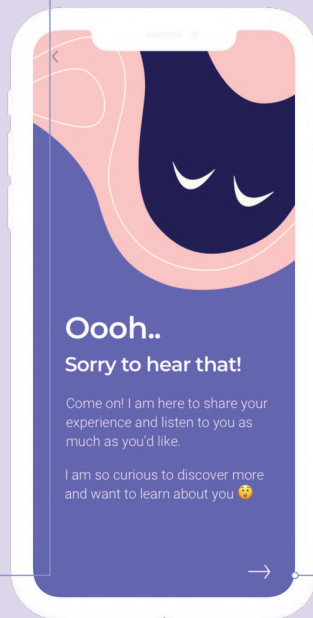 Oooh..
Sorry to hear that!
Come on! I am here to share your
experience and listen to you as
much as you'd like.
I am so curious to discover more
and want to learn about you 😲